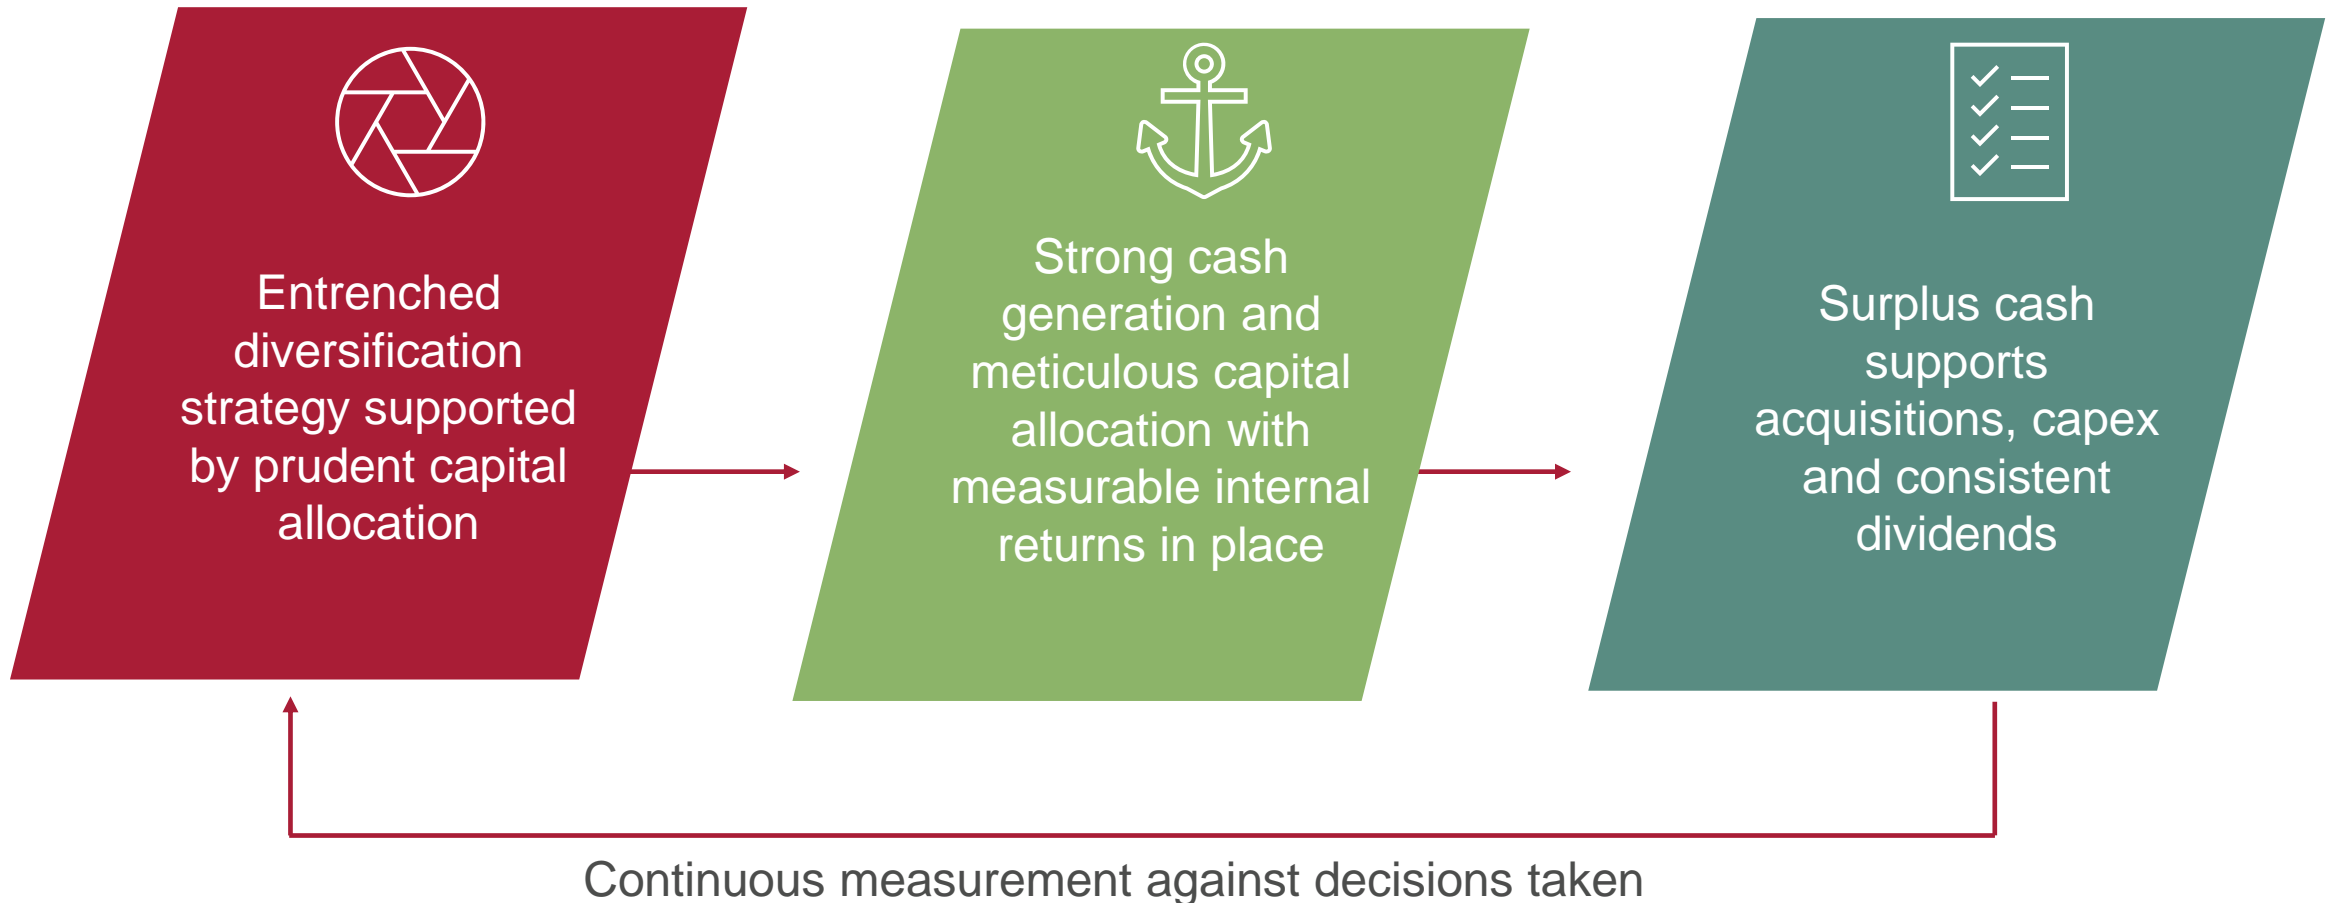 Entrenched
diversification
strategy supported
by prudent capital
allocation
Strong cash
generation and
meticulous capital
allocation with
measurable internal
returns in place
Surplus cash
supports
acquisitions, capex
and consistent
dividends
Continuous measurement against decisions taken